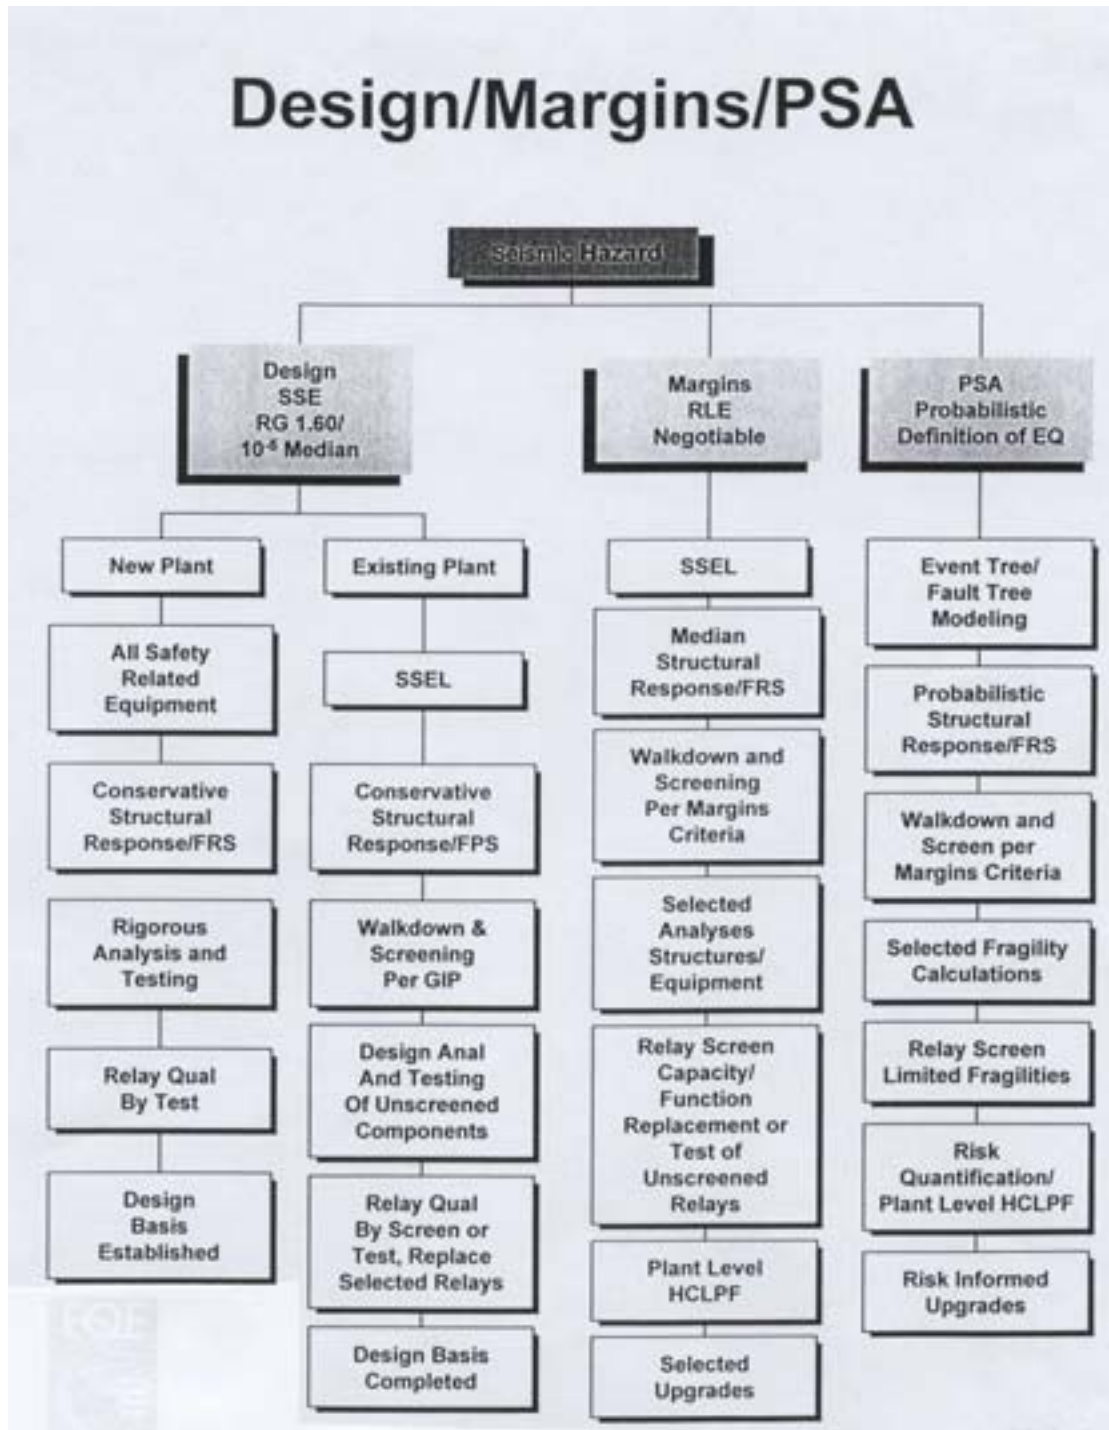 Design/Margins/PSA
Seismic Hazard
Design
SSE
RG 1.60/
10⁻⁵ Median
New Plant
All Safety
Related
Equipment
Conservative
Structural
Response/FRS
Rigorous
Analysis and
Testing
Relay Qual
By Test
Design
Basis
Established
Existing Plant
SSEL
Conservative
Structural
Response/FPS
Walkdown &
Screening
Per GIP
Design Anal
And Testing
Of Unscreened
Components
Relay Qual
By Screen or
Test, Replace
Selected Relays
Design Basis
Completed
Margins
RLE
Negotiable
SSEL
Median
Structural
Response/FRS
Walkdown and
Screening
Per Margins
Criteria
Selected
Analyses
Structures/
Equipment
Relay Screen
Capacity/
Function
Replacement or
Test of
Unscreened
Relays
Plant Level
HCLPF
Selected
Upgrades
PSA
Probabilistic
Definition of EQ
Event Tree/
Fault Tree
Modeling
Probabilistic
Structural
Response/FRS
Walkdown and
Screen per
Margins Criteria
Selected Fragility
Calculations
Relay Screen
Limited Fragilities
Risk
Quantification/
Plant Level HCLPF
Risk Informed
Upgrades
EQE